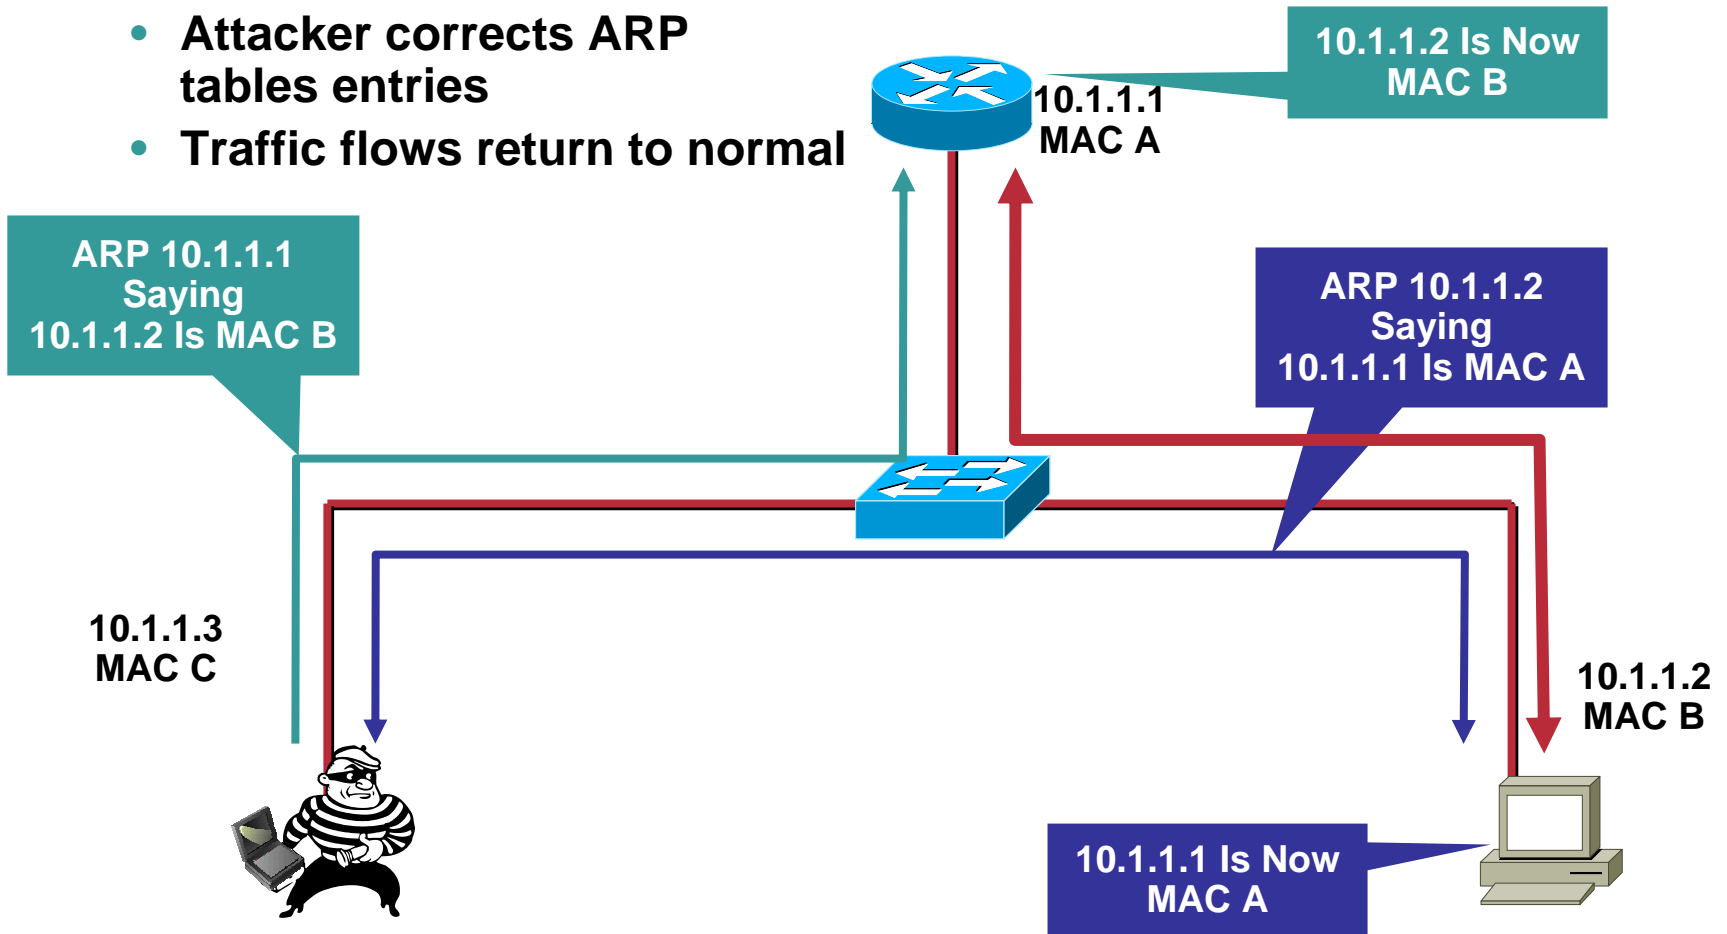 • Attacker corrects ARP
tables entries
• Traffic flows return to normal
10.1.1.2 Is Now
MAC B
10.1.1.1
MAC A
ARP 10.1.1.1
Saying
10.1.1.2 Is MAC B
ARP 10.1.1.2
Saying
10.1.1.1 Is MAC A
10.1.1.3
MAC C
10.1.1.2
MAC B
10.1.1.1 Is Now
MAC A